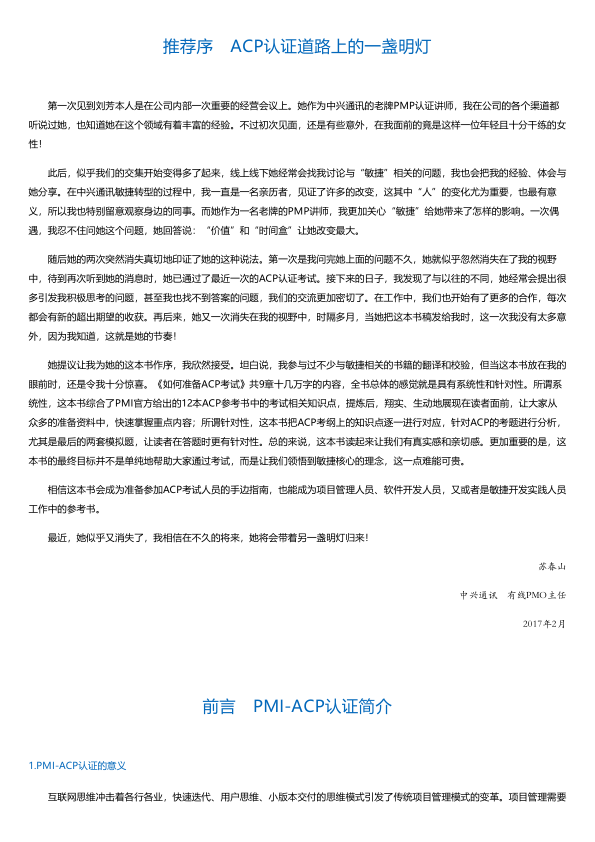 推荐序　ACP认证道路上的一盏明灯
第一次见到刘芳本人是在公司内部一次重要的经营会议上。她作为中兴通讯的老牌PMP认证讲师，我在公司的各个渠道都
听说过她，也知道她在这个领域有着丰富的经验。不过初次见面，还是有些意外，在我面前的竟是这样一位年轻且十分干练的女
性！
此后，似乎我们的交集开始变得多了起来，线上线下她经常会找我讨论与“敏捷”相关的问题，我也会把我的经验、体会与
她分享。在中兴通讯敏捷转型的过程中，我一直是一名亲历者，见证了许多的改变，这其中“人”的变化尤为重要，也最有意
义，所以我也特别留意观察身边的同事。而她作为一名老牌的PMP讲师，我更加关心“敏捷”给她带来了怎样的影响。一次偶
遇，我忍不住问她这个问题，她回答说：“价值”和“时间盒”让她改变最大。
随后她的两次突然消失真切地印证了她的这种说法。第一次是我问完她上面的问题不久，她就似乎忽然消失在了我的视野
中，待到再次听到她的消息时，她已通过了最近一次的ACP认证考试。接下来的日子，我发现了与以往的不同，她经常会提出很
多引发我积极思考的问题，甚至我也找不到答案的问题，我们的交流更加密切了。在工作中，我们也开始有了更多的合作，每次
都会有新的超出期望的收获。再后来，她又一次消失在我的视野中，时隔多月，当她把这本书稿发给我时，这一次我没有太多意
外，因为我知道，这就是她的节奏！
她提议让我为她的这本书作序，我欣然接受。坦白说，我参与过不少与敏捷相关的书籍的翻译和校验，但当这本书放在我的
眼前时，还是令我十分惊喜。《如何准备ACP考试》共9章十几万字的内容，全书总体的感觉就是具有系统性和针对性。所谓系
统性，这本书综合了PMI官方给出的12本ACP参考书中的考试相关知识点，提炼后，翔实、生动地展现在读者面前，让大家从
众多的准备资料中，快速掌握重点内容；所谓针对性，这本书把ACP考纲上的知识点逐一进行对应，针对ACP的考题进行分析，
尤其是最后的两套模拟题，让读者在答题时更有针对性。总的来说，这本书读起来让我们有真实感和亲切感。更加重要的是，这
本书的最终目标并不是单纯地帮助大家通过考试，而是让我们领悟到敏捷核心的理念，这一点难能可贵。
相信这本书会成为准备参加ACP考试人员的手边指南，也能成为项目管理人员、软件开发人员，又或者是敏捷开发实践人员
工作中的参考书。
最近，她似乎又消失了，我相信在不久的将来，她将会带着另一盏明灯归来！
苏春山
中兴通讯　有线PMO主任
2017年2月
前言　PMI-ACP认证简介
1.PMI-ACP认证的意义
互联网思维冲击着各行各业，快速迭代、用户思维、小版本交付的思维模式引发了传统项目管理模式的变革。项目管理需要